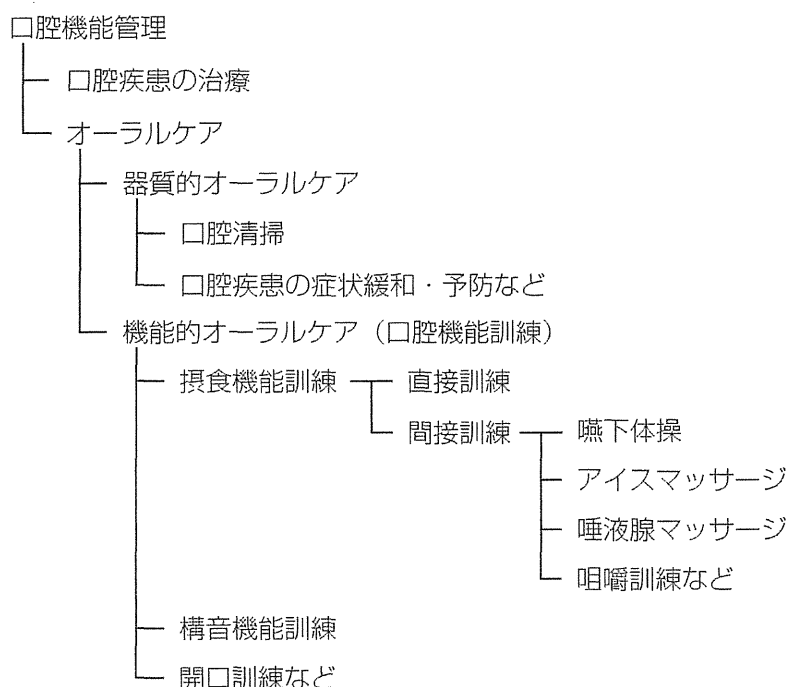 口腔機能管理
口腔疾患の治療
オーラルケア
器質的オーラルケア
口腔清掃
口腔疾患の症状緩和・予防など
機能的オーラルケア（口腔機能訓練）
摂食機能訓練 直接訓練
間接訓練 嚥下体操
アイスマッサージ
唾液腺マッサージ
咀嚼訓練など
構音機能訓練
開口訓練など